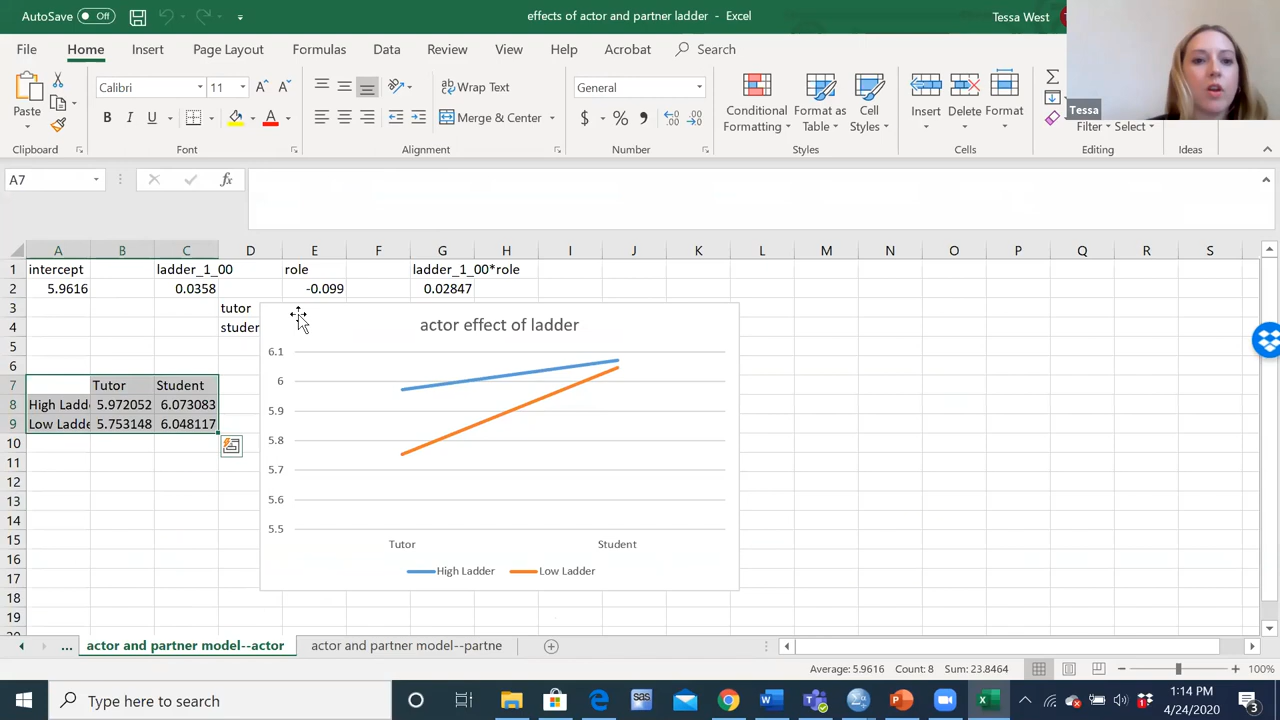 AutoSave Off effects of actor and partner ladder - Excel Tessa West
File Home Insert Page Layout Formulas Data Review View Help Acrobat Search
Paste
Calibri 11
Wrap Text
Merge & Center
General
Conditional Formatting
Format as Table
Cell Styles
Insert Delete Format
Filter Select
Tessa
Clipboard Font Alignment Number Styles Cells Editing Ideas
A7 fx
A B C D E F G H I J K L M N O P Q R S
1 intercept ladder_1_00 role ladder_1_00*role
2 5.9616 0.0358 -0.099 0.02847
3 tutor
4 studer
5
6
7 Tutor Student
8 High Ladde 5.972052 6.073083
9 Low Ladde 5.753148 6.048117
10
11
12
13
14
15
16
17
18
19
actor effect of ladder
6.1
6
5.9
5.8
5.7
5.6
5.5
Tutor Student
High Ladder Low Ladder
... actor and partner model--actor actor and partner model--partne
Average: 5.9616 Count: 8 Sum: 23.8464 100%
Type here to search
1:14 PM
4/24/2020
3